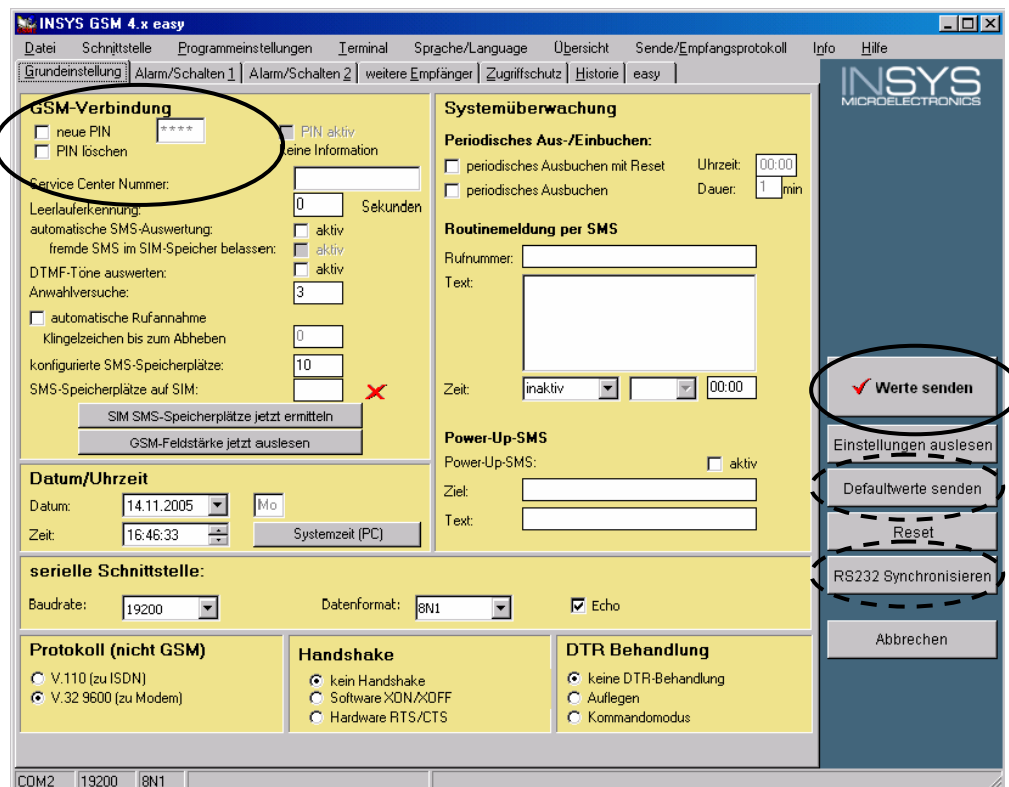 INSYS GSM 4.x easy
Datei Schnittstelle Programmeinstellungen Terminal Sprache/Language Übersicht Sende/Empfangsprotokoll Info Hilfe
Grundeinstellung Alarm/Schalten 1 Alarm/Schalten 2 weitere Empfänger Zugriffschutz Historie easy
INSYS
MICROELECTRONICS
GSM-Verbindung
neue PIN **** PIN aktiv
PIN löschen keine Information
Service Center Nummer:
Leerlauferkennung: 0 Sekunden
automatische SMS-Auswertung: aktiv
fremde SMS im SIM-Speicher belassen: aktiv
DTMF-Töne auswerten: aktiv
Anwahlversuche: 3
automatische Rufannahme
Klingelzeichen bis zum Abheben 0
konfigurierte SMS-Speicherplätze: 10
SMS-Speicherplätze auf SIM:
SIM SMS-Speicherplätze jetzt ermitteln
GSM-Feldstärke jetzt auslesen
Datum/Uhrzeit
Datum: 14.11.2005 Mo
Zeit: 16:46:33 Systemzeit (PC)
Systemüberwachung
Periodisches Aus-/Einbuchen:
periodisches Ausbuchen mit Reset Uhrzeit: 00:00
periodisches Ausbuchen Dauer: 1 min
Routinemeldung per SMS
Rufnummer:
Text:
Zeit: inaktiv 00:00
Power-Up-SMS
Power-Up-SMS: aktiv
Ziel:
Text:
serielle Schnittstelle:
Baudrate: 19200 Datenformat: 8N1 Echo
Protokoll (nicht GSM)
V.110 (zu ISDN)
V.32 9600 (zu Modem)
Handshake
kein Handshake
Software XON/XOFF
Hardware RTS/CTS
DTR Behandlung
keine DTR-Behandlung
Auflegen
Kommandomodus
Werte senden
Einstellungen auslesen
Defaultwerte senden
Reset
RS232 Synchronisieren
Abbrechen
COM2 19200 8N1